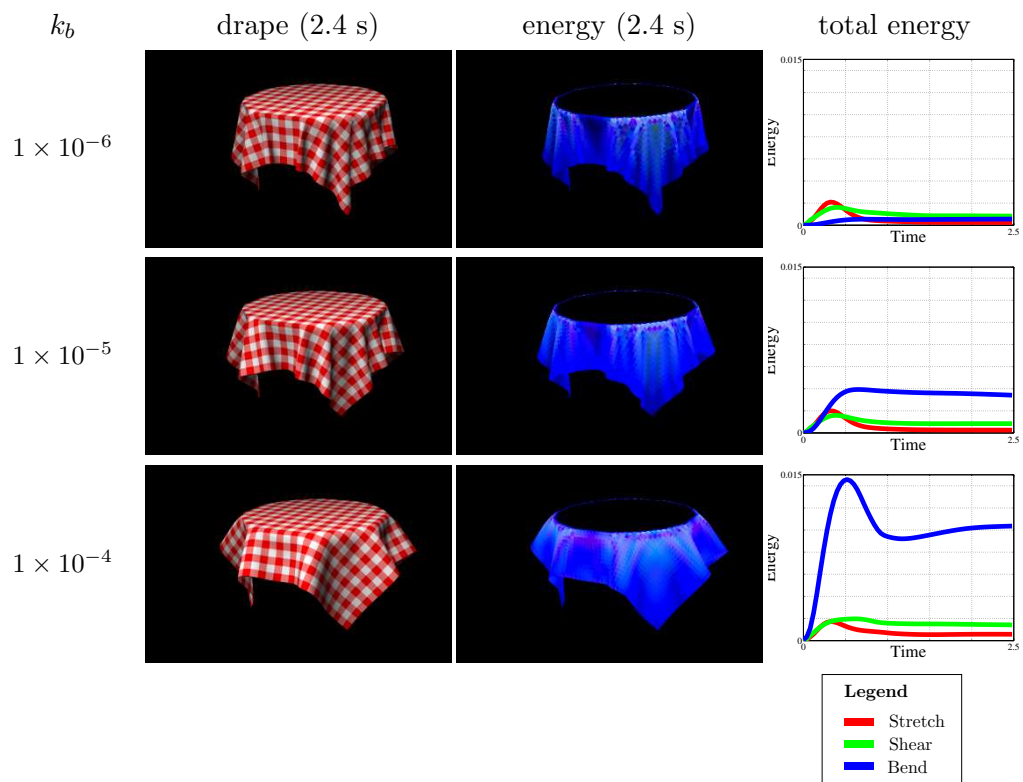 k_b drape (2.4 s) energy (2.4 s) total energy
1 × 10^{-6}
0.015
Energy
0
0
Time
2.5
1 × 10^{-5}
0.015
Energy
0
0
Time
2.5
1 × 10^{-4}
0.015
Energy
0
0
Time
2.5
Legend
Stretch
Shear
Bend